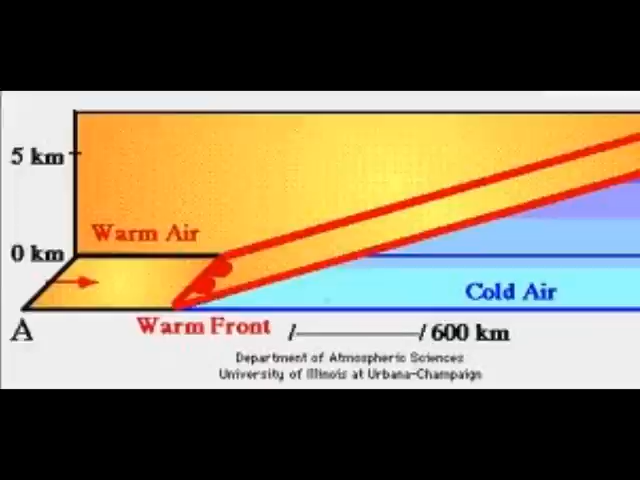 5 km
Warm Air
0 km
Cold Air
A
Warm Front
/ / 600 km
Department of Atmospheric Sciences
University of Illinois at Urbana-Champaign